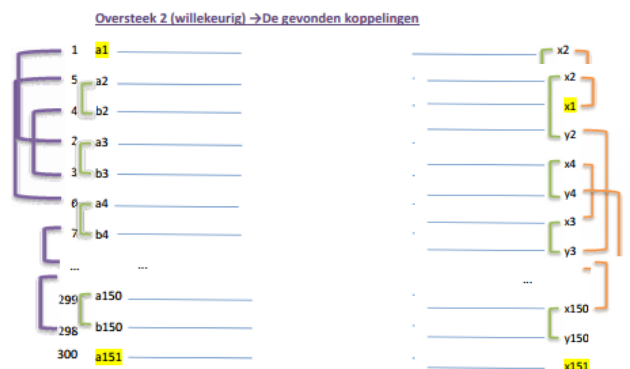 Oversteek 2 (willekeurig) →De gevonden koppelingen
1 a1 x2
5 a2 x2
4 b2 x1
2 a3 y2
3 b3 x4
6 a4 y4
7 b4 x3
y3
... ... ...
299 a150 x150
298 b150 y150
300 a151 x151